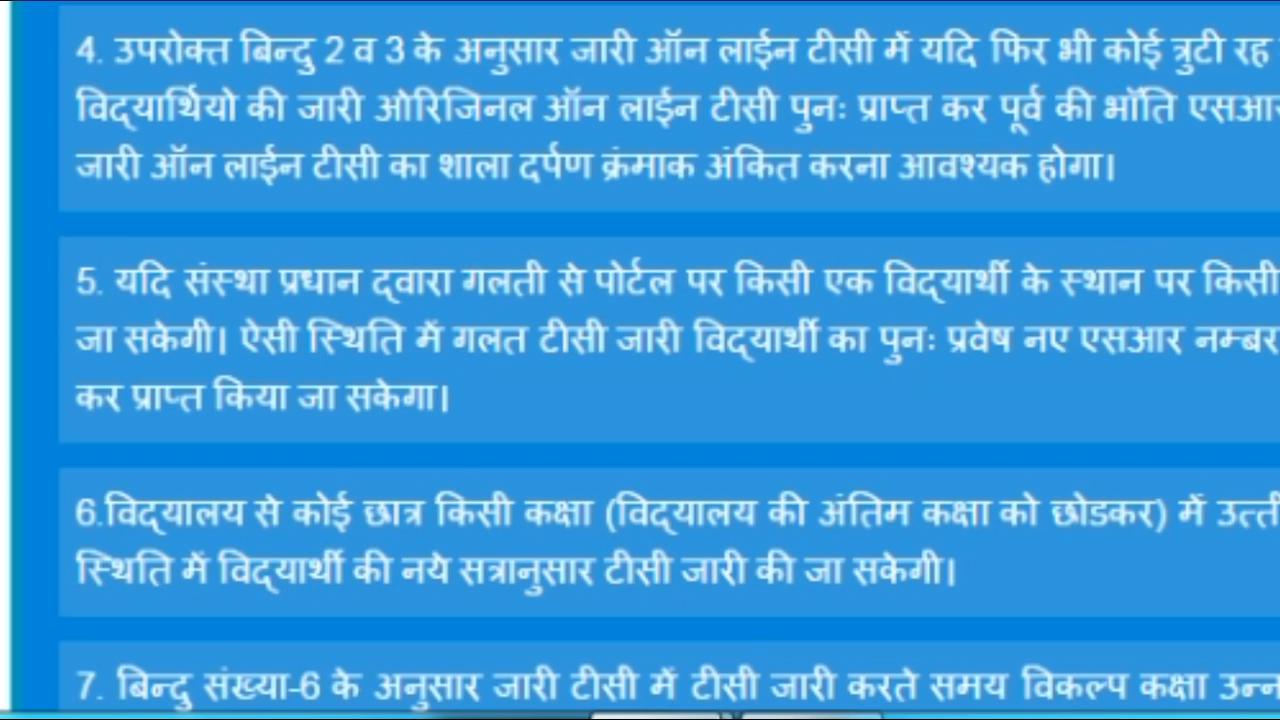 4. उपरोक्त बिन्दु 2 व 3 के अनुसार जारी ऑन लाईन टीसी में यदि फिर भी कोई त्रुटी रह
विद्यार्थियो की जारी ओरिजिनल ऑन लाईन टीसी पुनः प्राप्त कर पूर्व की भॉति एसआर
जारी ऑन लाईन टीसी का शाला दर्पण क्रंमाक अंकित करना आवश्यक होगा।
5. यदि संस्था प्रधान द्वारा गलती से पोर्टल पर किसी एक विद्यार्थी के स्थान पर किसी
जा सकेगी। ऐसी स्थिति में गलत टीसी जारी विद्यार्थी का पुनः प्रवेष नए एसआर नम्बर
कर प्राप्त किया जा सकेगा।
6.विद्यालय से कोई छात्र किसी कक्षा (विद्यालय की अंतिम कक्षा को छोडकर) में
स्थिति में विद्यार्थी की नये सत्रानुसार टीसी जारी की जा सकेगी।
7. बिन्दु संख्या-6 के अनुसार जारी टीसी में टीसी जारी करते समय विकल्प कक्षा